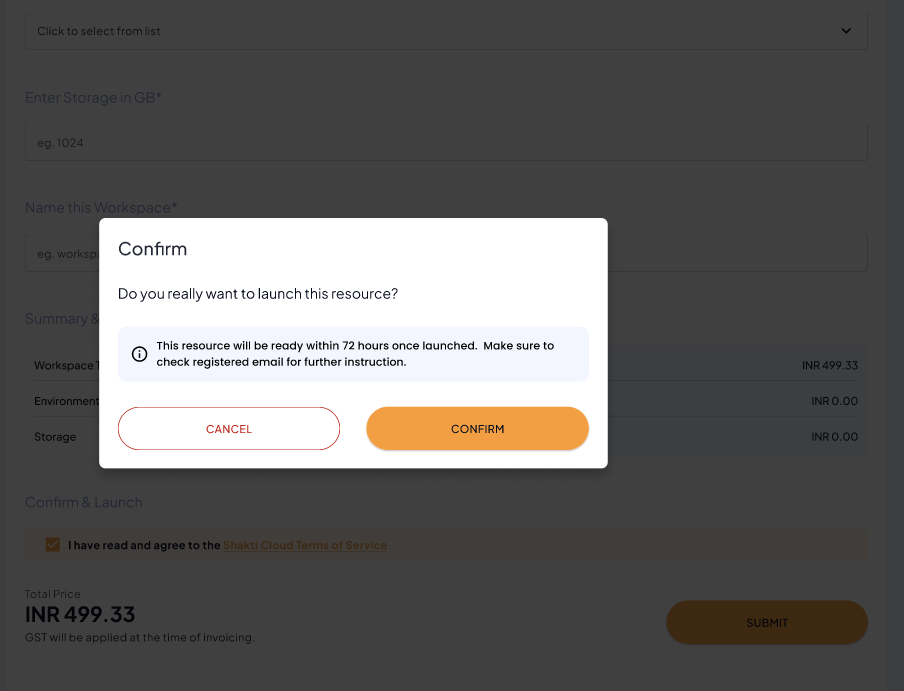 Click to select from list
Enter Storage in GB*
eg. 1024
Name this Workspace*
eg. workspa
Confirm
Do you really want to launch this resource?
This resource will be ready within 72 hours once launched. Make sure to
check registered email for further instruction.
CANCEL
CONFIRM
Summary &
Workspace T
INR 499.33
Environment
INR 0.00
Storage
INR 0.00
Confirm & Launch
I have read and agree to the Shakti Cloud Terms of Service
Total Price
INR 499.33
GST will be applied at the time of invoicing.
SUBMIT